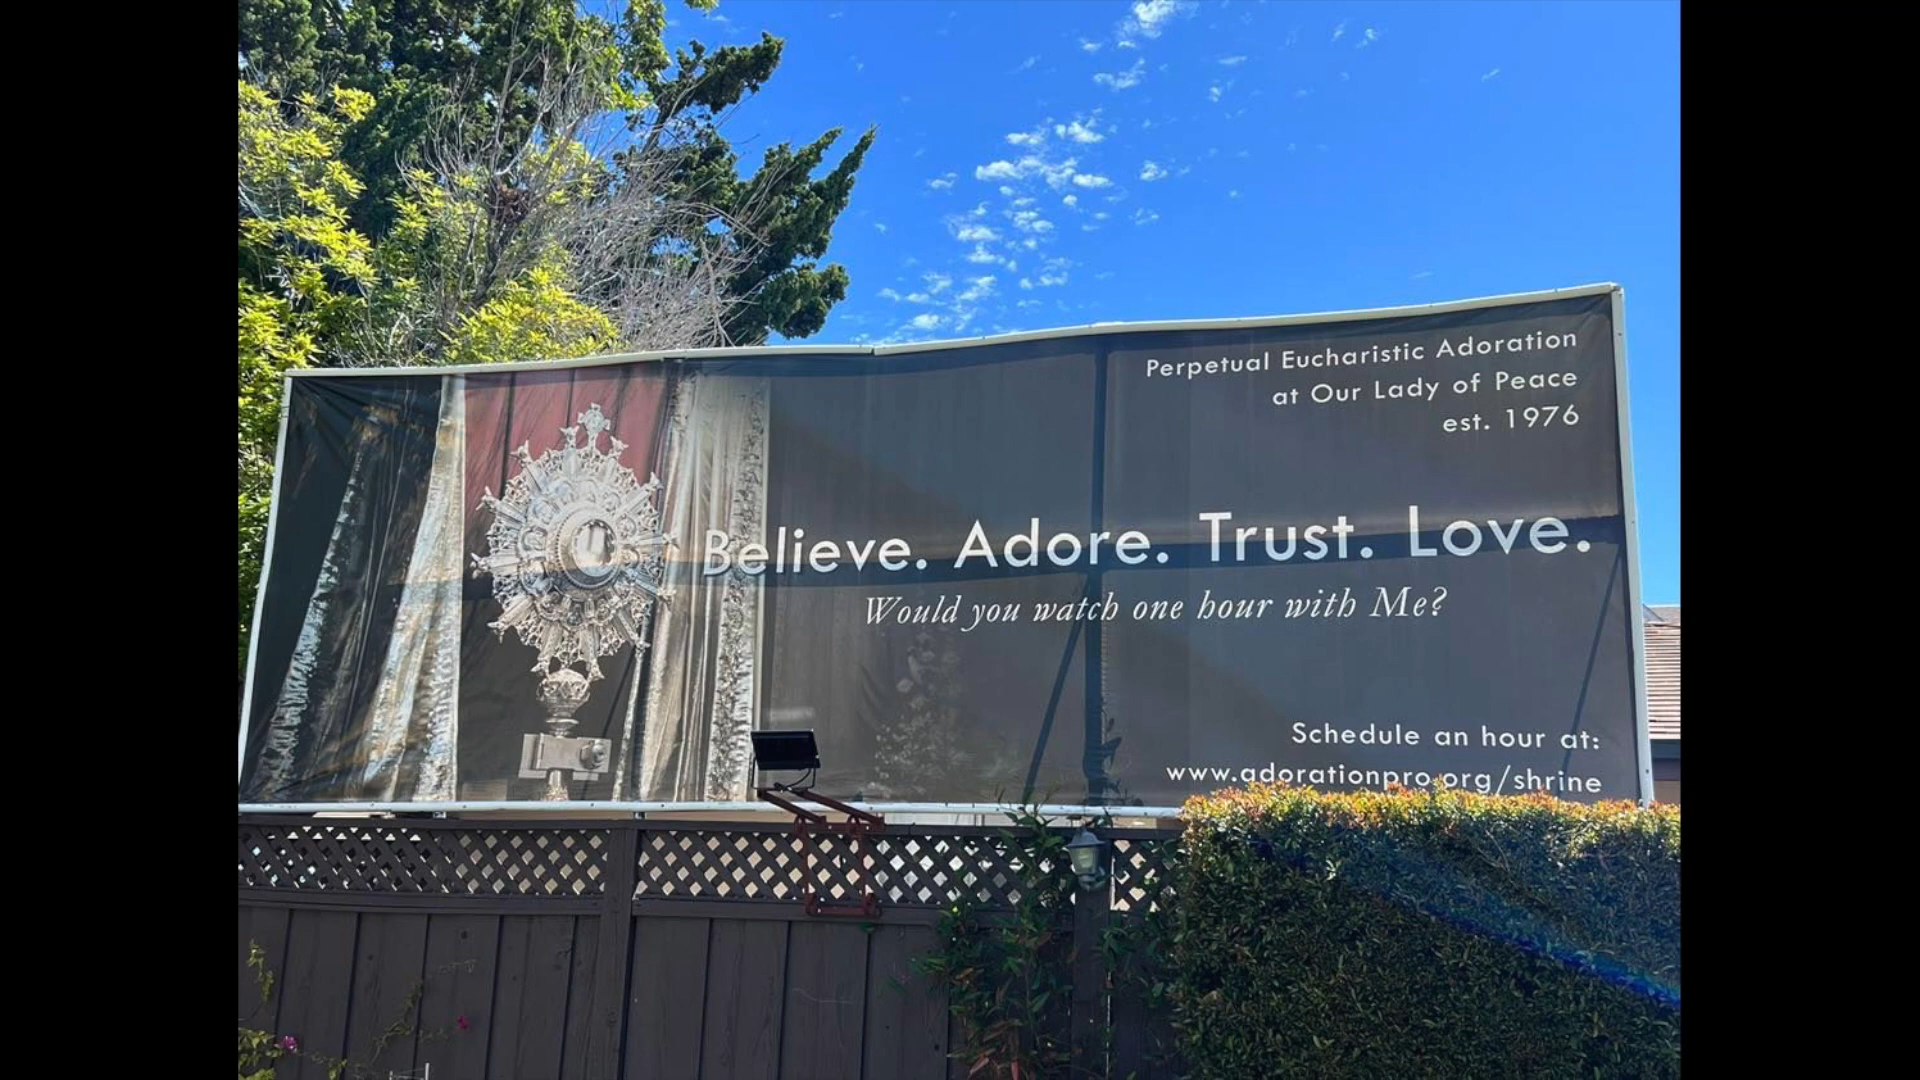 Perpetual Eucharistic Adoration
at Our Lady of Peace
est. 1976
Believe. Adore. Trust. Love.
Would you watch one hour with Me?
Schedule an hour at:
www.adorationpro.org/shrine